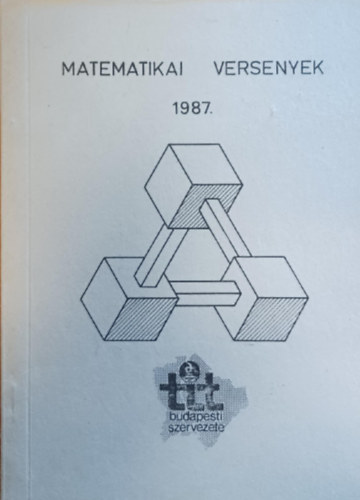 MATEMATIKAI VERSENYEK
1987.
tit
budapesti
szervezete